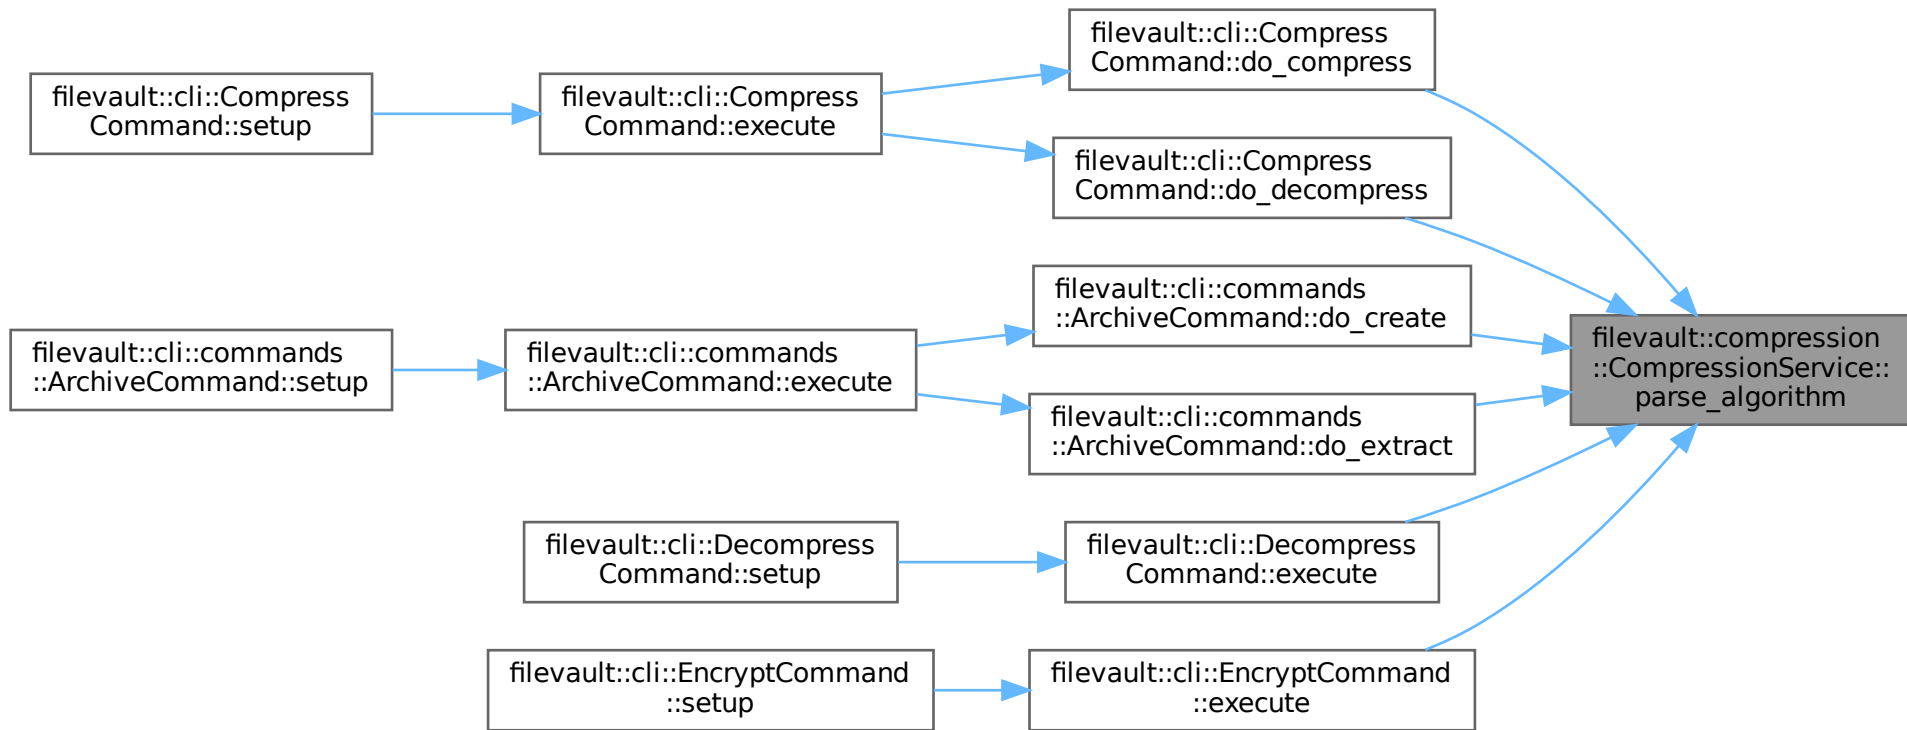 filevault::cli::Compress
Command::do_compress
filevault::cli::Compress
Command::setup
filevault::cli::Compress
Command::execute
filevault::cli::Compress
Command::do_decompress
filevault::cli::commands
::ArchiveCommand::do_create
filevault::compression
::CompressionService::
parse_algorithm
filevault::cli::commands
::ArchiveCommand::setup
filevault::cli::commands
::ArchiveCommand::execute
filevault::cli::commands
::ArchiveCommand::do_extract
filevault::cli::Decompress
Command::setup
filevault::cli::Decompress
Command::execute
filevault::cli::EncryptCommand
::setup
filevault::cli::EncryptCommand
::execute